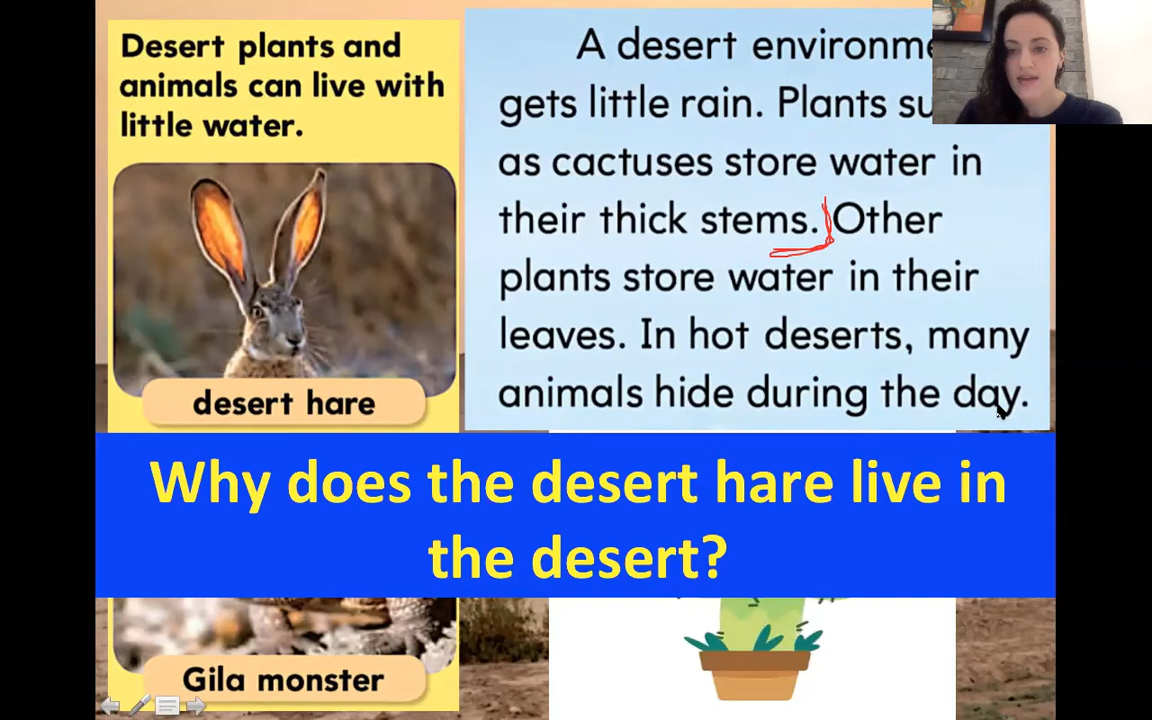 Desert plants and
animals can live with
little water.
desert hare
A desert
gets little rain. Plants
as cactuses store water in
their thick stems. Other
plants store water in their
leaves. In hot deserts, many
animals hide during the day.
Why does the desert hare live in
the desert?
Gila monster